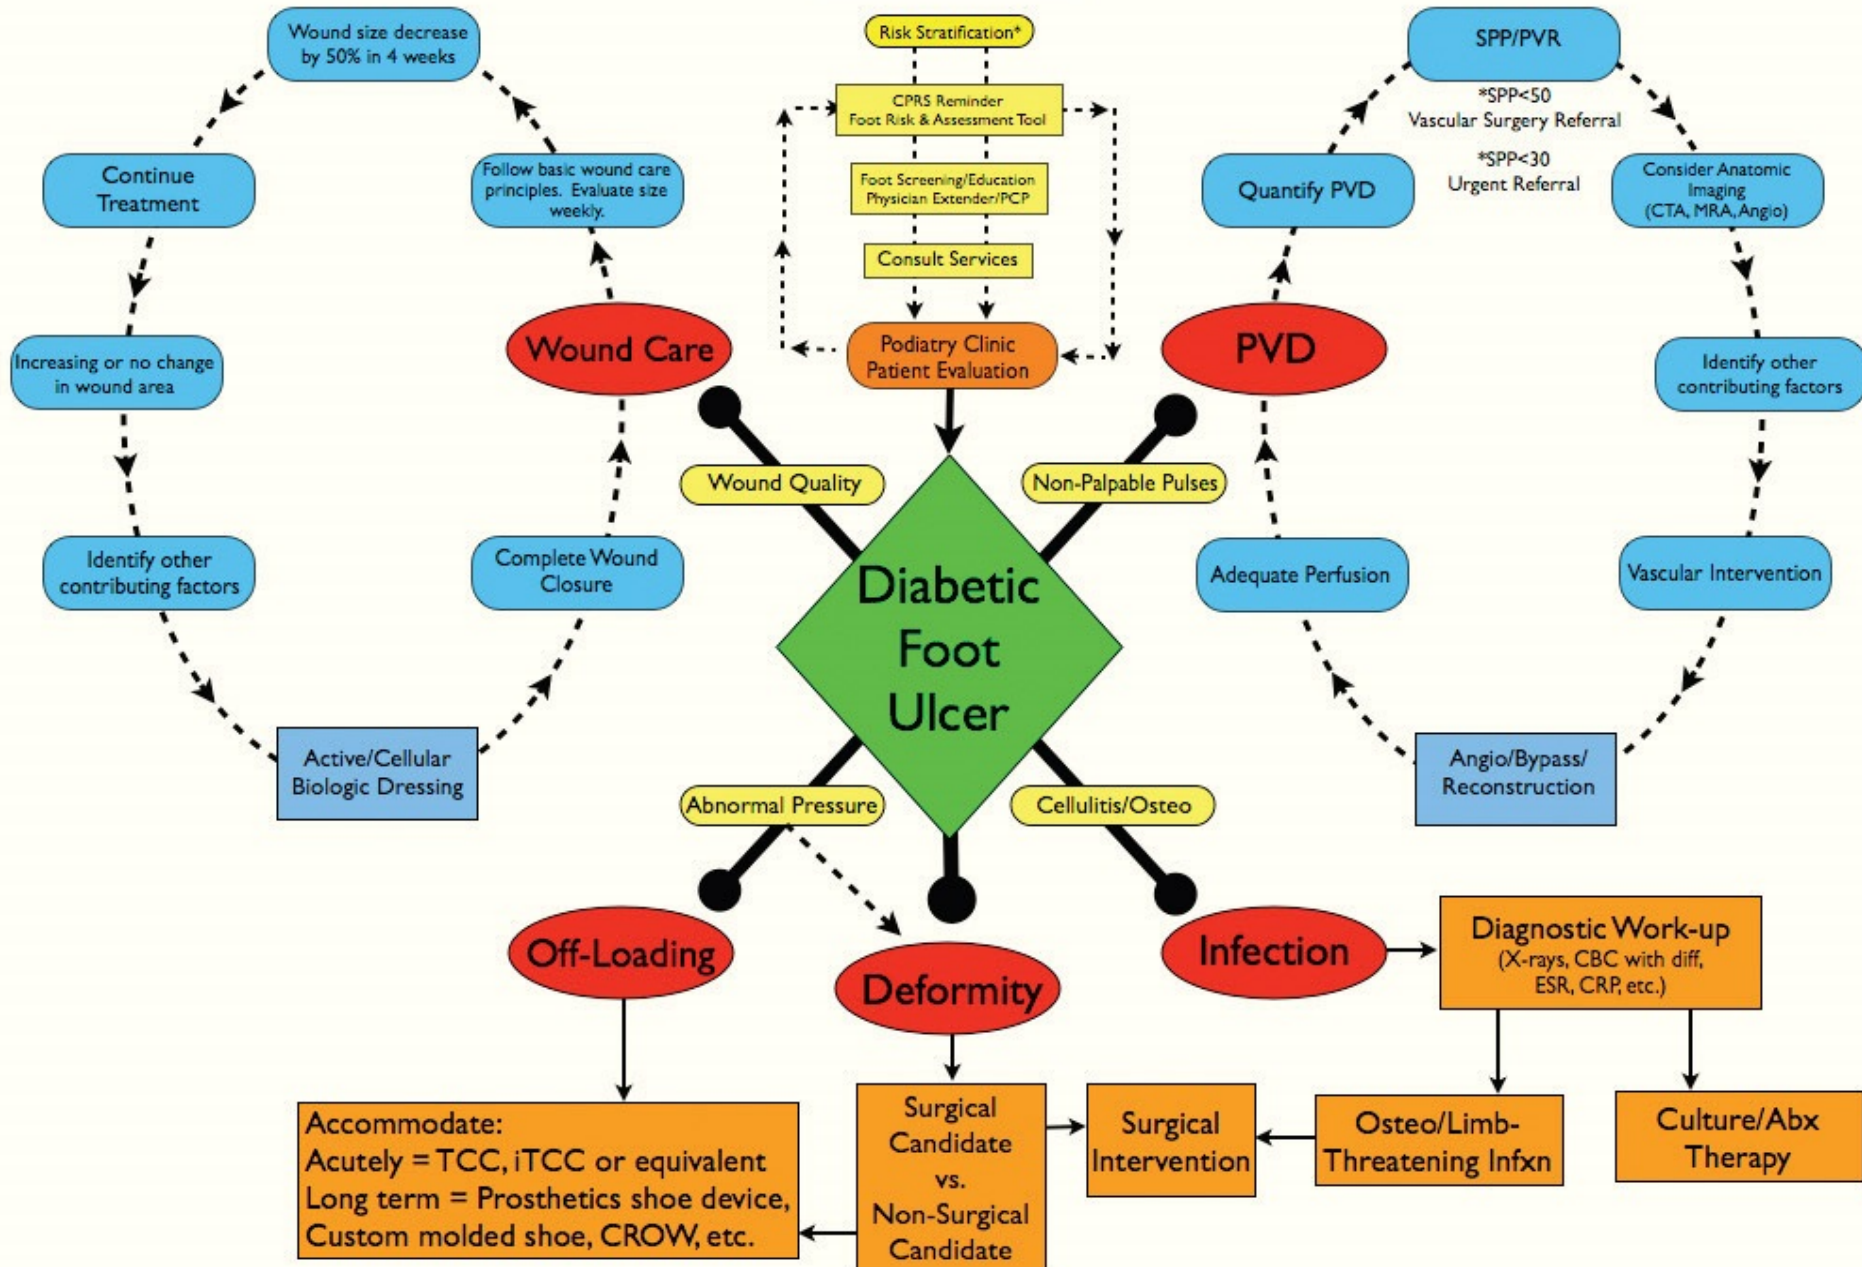 Risk Stratification*
CPRS Reminder
Foot Risk & Assessment Tool
Foot Screening/Education
Physician Extender/PCP
Consult Services
Podiatry Clinic
Patient Evaluation
Wound size decrease
by 50% in 4 weeks
Continue
Treatment
Follow basic wound care
principles. Evaluate size
weekly.
Increasing or no change
in wound area
Wound Care
Identify other
contributing factors
Complete Wound
Closure
Active/Cellular
Biologic Dressing
SPP/PVR
*SPP<50
Vascular Surgery Referral
*SPP<30
Urgent Referral
Quantify PVD
Consider Anatomic
Imaging
(CTA, MRA, Angio)
PVD
Identify other
contributing factors
Adequate Perfusion
Vascular Intervention
Angio/Bypass/
Reconstruction
Wound Quality
Non-Palpable Pulses
Diabetic
Foot
Ulcer
Abnormal Pressure
Cellulitis/Osteo
Off-Loading
Deformity
Infection
Diagnostic Work-up
(X-rays, CBC with diff,
ESR, CRP, etc.)
Accommodate:
Acutely = TCC, iTCC or equivalent
Long term = Prosthetics shoe device,
Custom molded shoe, CROW, etc.
Surgical
Candidate
vs.
Non-Surgical
Candidate
Surgical
Intervention
Osteo/Limb-
Threatening Infxn
Culture/Abx
Therapy